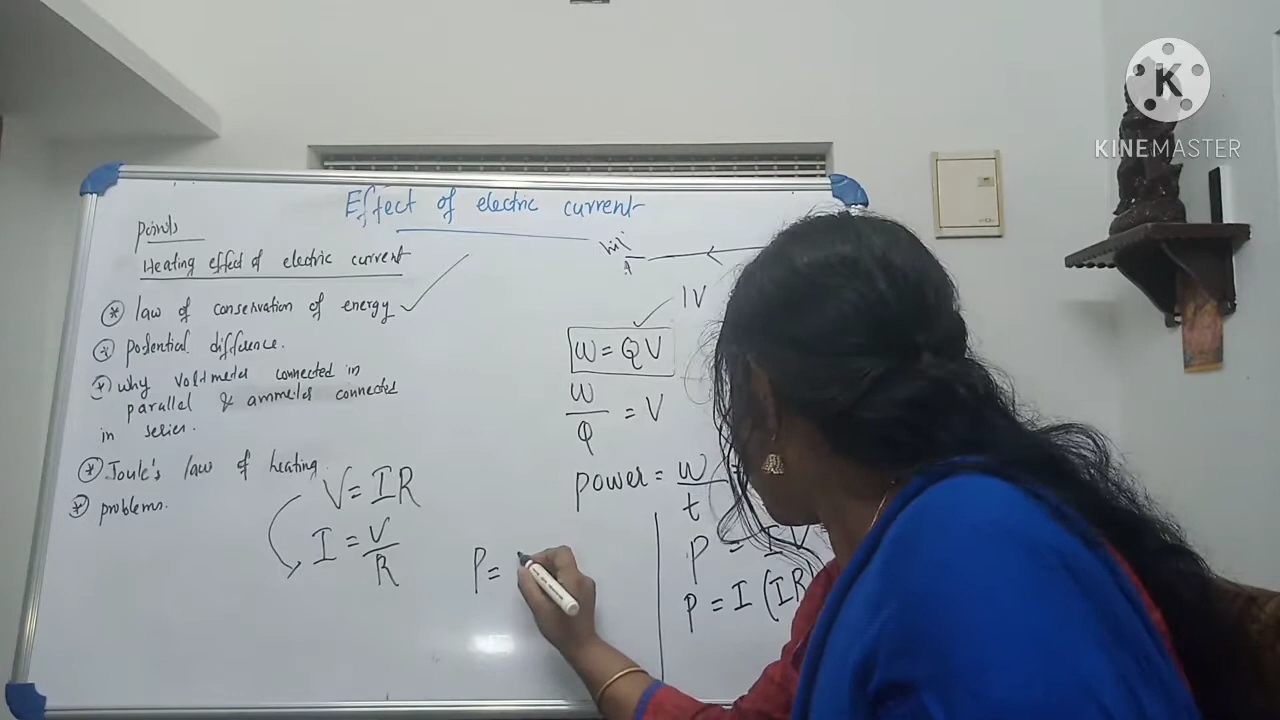 K
KINEMASTER
Effect of electric current
points
Heating effect of electric current
* law of conservation of energy ✓
* potential difference.
* why voltmeter connected in
parallel & ammeter connected
in series.
* Joule's law of heating.
* problems.
V = IR
I = V/R
P =
1V
W = QV
W/Q = V
power = W/t
P = IV
P = I (IR)